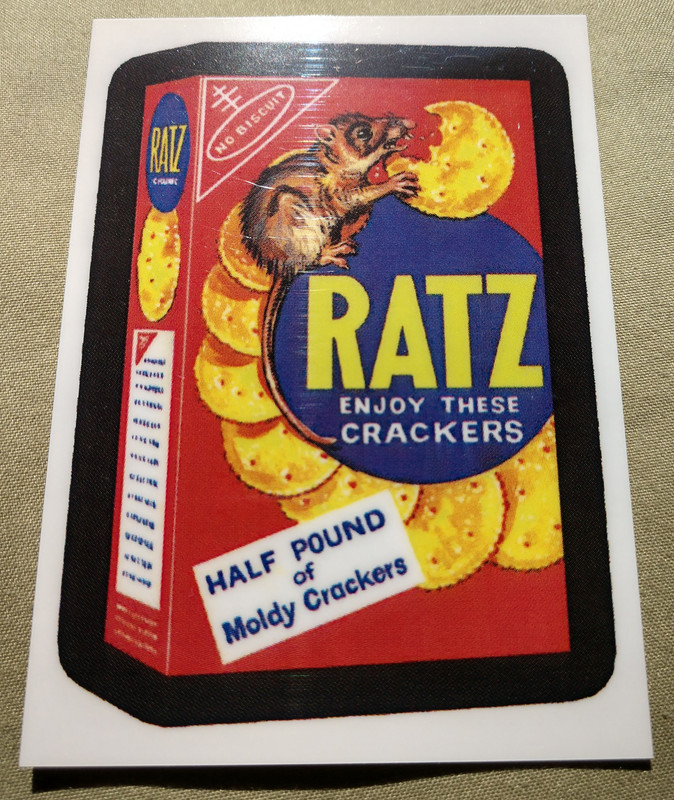 NO BISCUIT
RATZ
RATZ
ENJOY THESE
CRACKERS
HALF POUND
of
Moldy Crackers